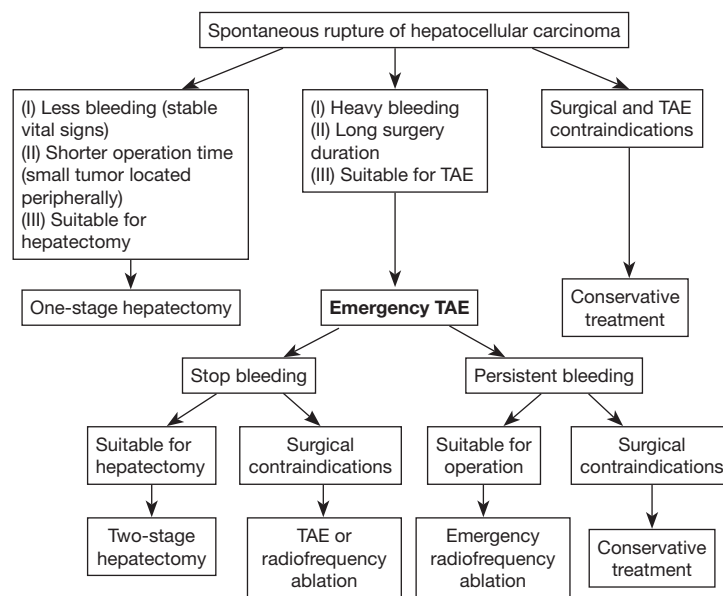 Spontaneous rupture of hepatocellular carcinoma
(I) Less bleeding (stable
vital signs)
(II) Shorter operation time
(small tumor located
peripherally)
(III) Suitable for
hepatectomy
(I) Heavy bleeding
(II) Long surgery
duration
(III) Suitable for TAE
Surgical and TAE
contraindications
One-stage hepatectomy
Emergency TAE
Conservative
treatment
Stop bleeding
Persistent bleeding
Suitable for
hepatectomy
Surgical
contraindications
Suitable for
operation
Surgical
contraindications
Two-stage
hepatectomy
TAE or
radiofrequency
ablation
Emergency
radiofrequency
ablation
Conservative
treatment